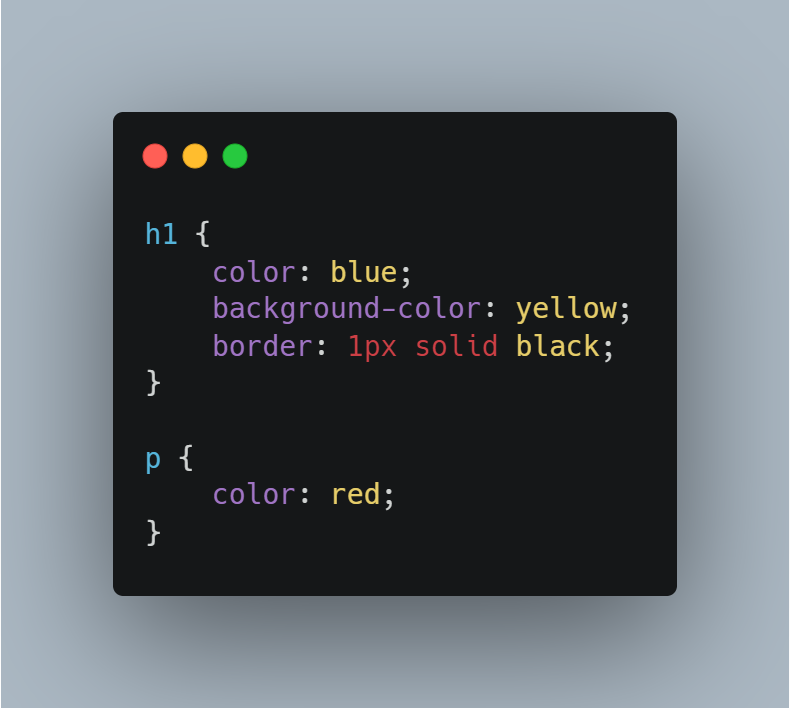 h1 {
    color: blue;
    background-color: yellow;
    border: 1px solid black;
}

p {
    color: red;
}